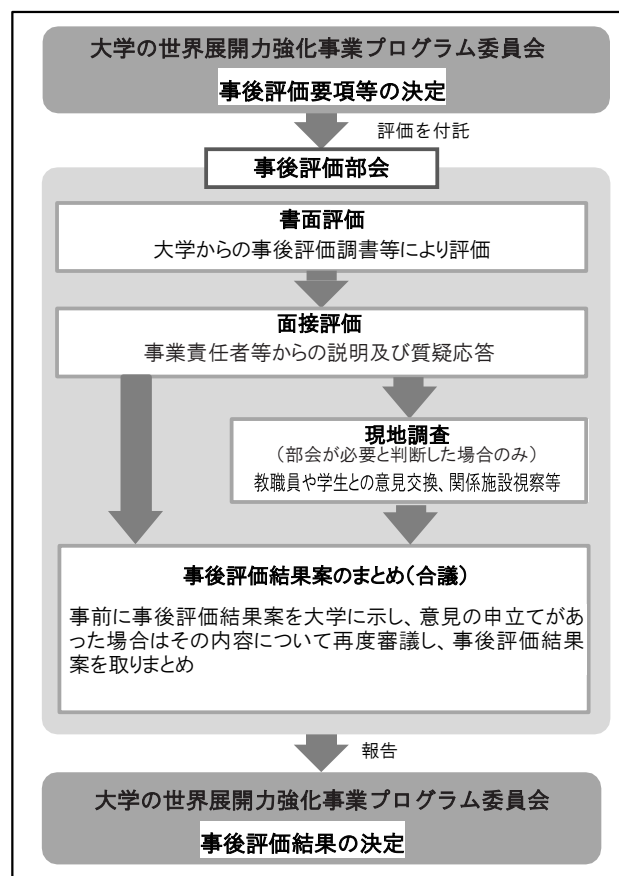 大学の世界展開力強化事業プログラム委員会
事後評価要項等の決定
評価を付託
事後評価部会
書面評価
大学からの事後評価調書等により評価
面接評価
事業責任者等からの説明及び質疑応答
現地調査
（部会が必要と判断した場合のみ）
教職員や学生との意見交換、関係施設視察等
事後評価結果案のまとめ（合議）
事前に事後評価結果案を大学に示し、意見の申立てがあ
った場合はその内容について再度審議し、事後評価結果
案を取りまとめ
報告
大学の世界展開力強化事業プログラム委員会
事後評価結果の決定